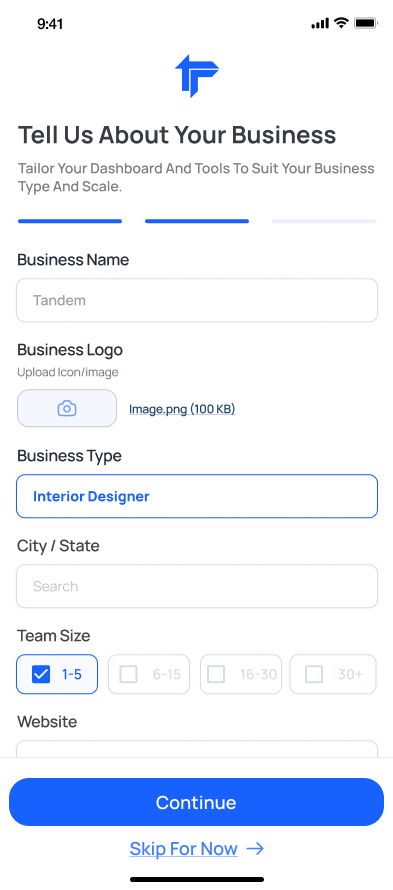 9:41
Tell Us About Your Business
Tailor Your Dashboard And Tools To Suit Your Business
Type And Scale.
Business Name
Tandem
Business Logo
Upload Icon/image
Image.png (100 KB)
Business Type
Interior Designer
City / State
Search
Team Size
1-5 6-15 16-30 30+
Website
Continue
Skip For Now